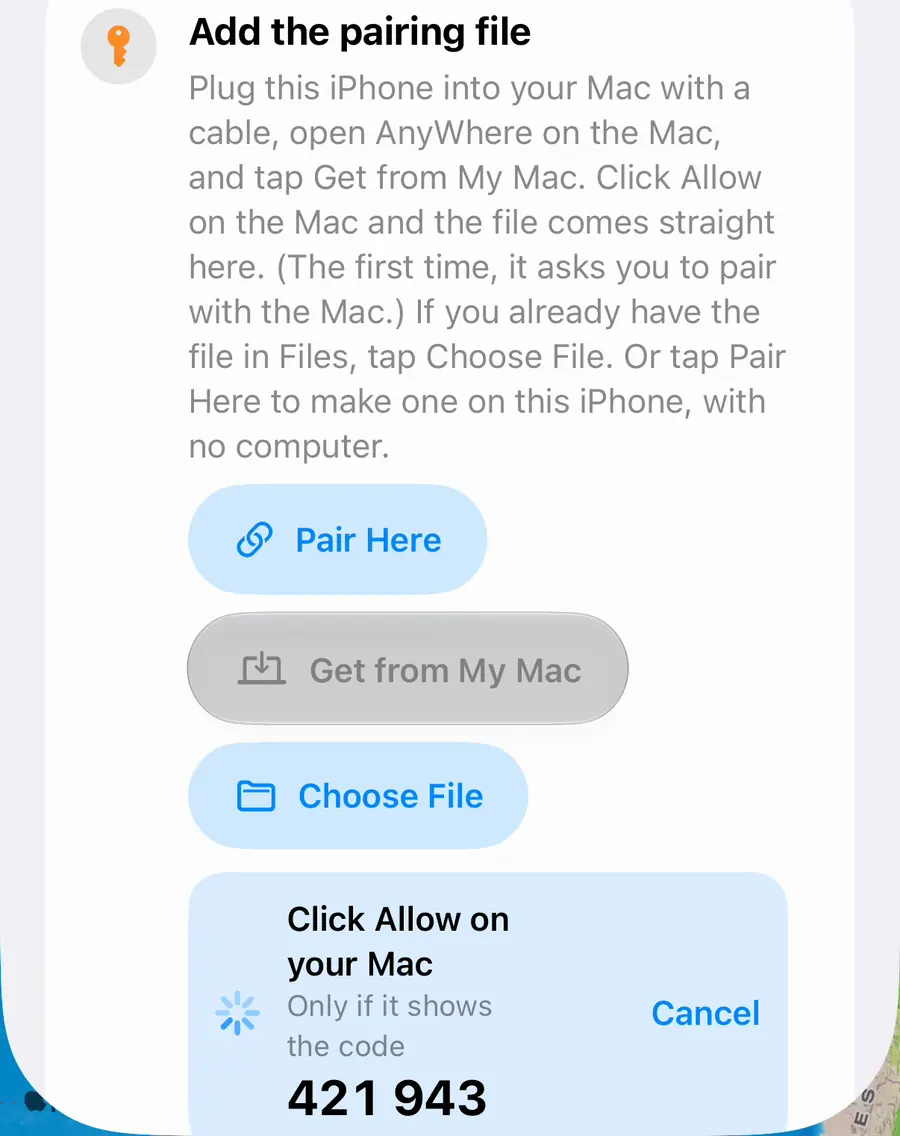 Add the pairing file
Plug this iPhone into your Mac with a
cable, open AnyWhere on the Mac,
and tap Get from My Mac. Click Allow
on the Mac and the file comes straight
here. (The first time, it asks you to pair
with the Mac.) If you already have the
file in Files, tap Choose File. Or tap Pair
Here to make one on this iPhone, with
no computer.
Pair Here
Get from My Mac
Choose File
Click Allow on
your Mac
Only if it shows
the code
Cancel
421 943
E S